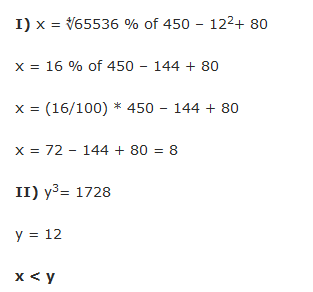 I) x = ∜65536 % of 450 – 12²+ 80
x = 16 % of 450 – 144 + 80
x = (16/100) * 450 – 144 + 80
x = 72 – 144 + 80 = 8
II) y³= 1728
y = 12
x < y